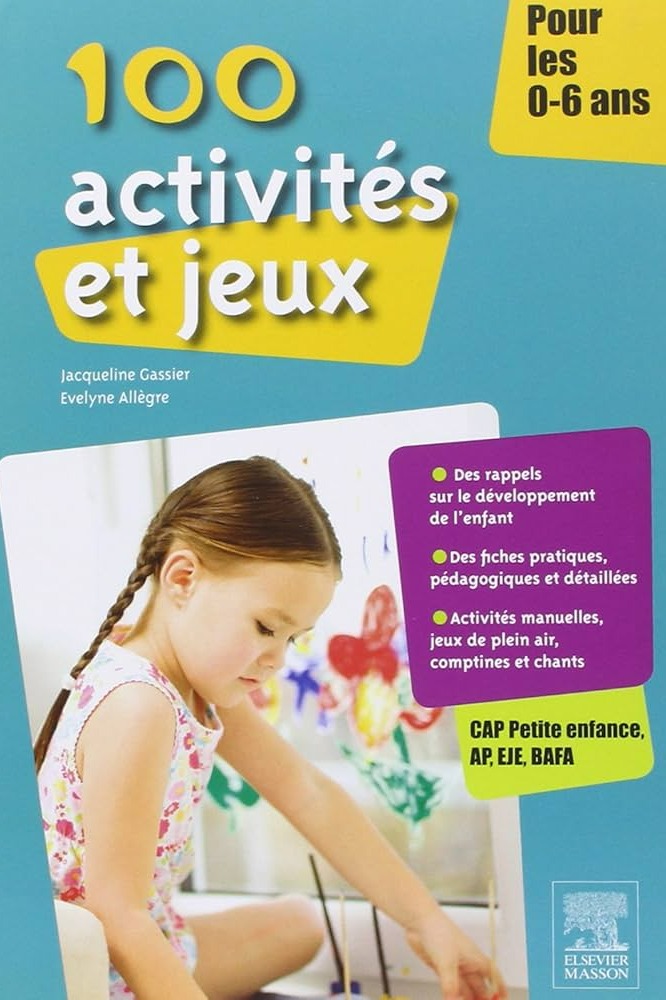 Pour
les
0-6 ans
100
activités
et jeux
Jacqueline Gassier
Evelyne Allègre
● Des rappels
sur le développement
de l'enfant
● Des fiches pratiques,
pédagogiques et détaillées
● Activités manuelles,
jeux de plein air,
comptines et chants
CAP Petite enfance,
AP, EJE, BAFA
ELSEVIER
MASSON